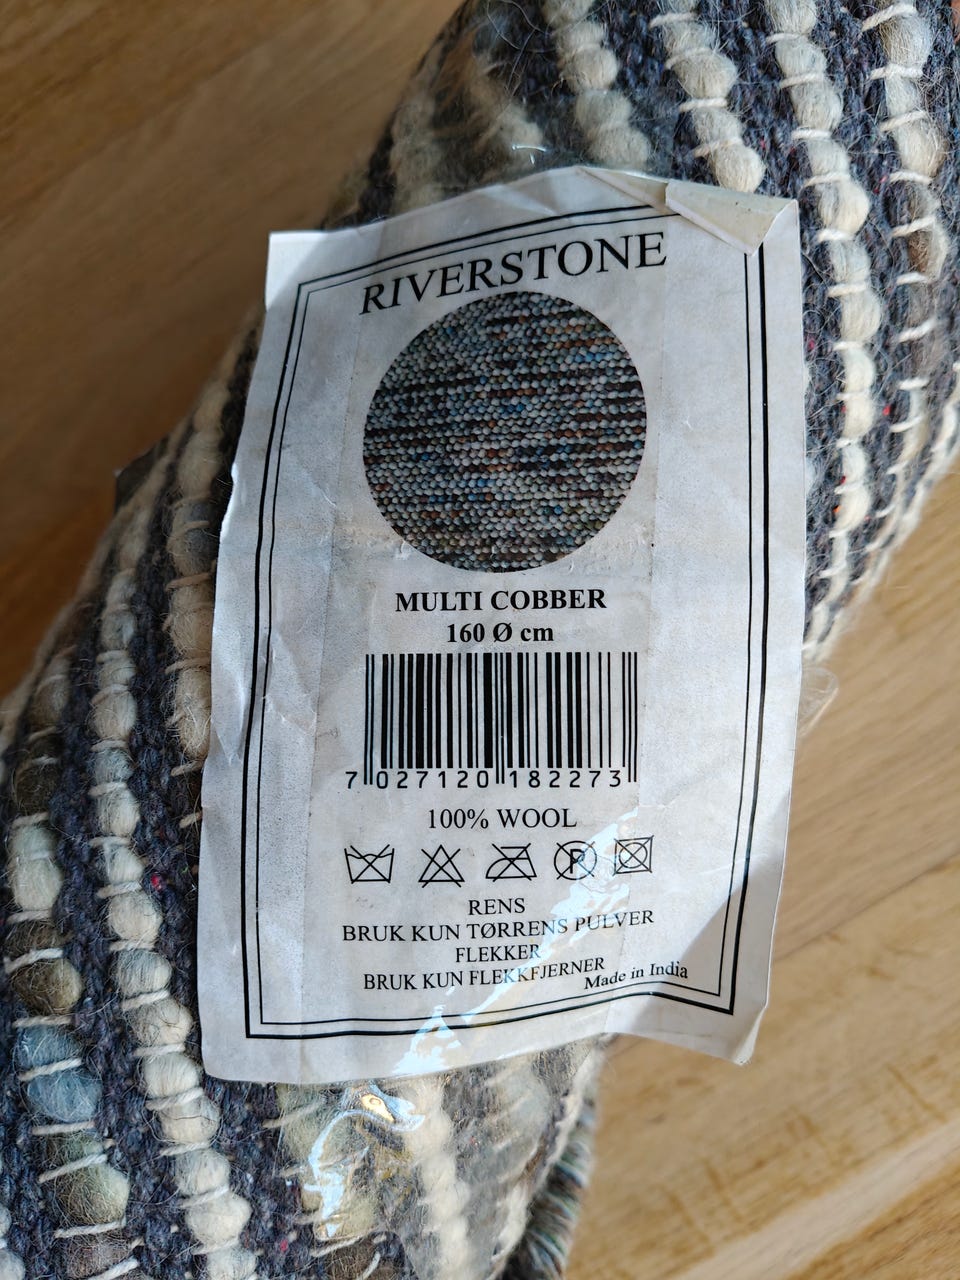 RIVERSTONE
MULTI COBBER
160 Ø cm
7 027120 182273
100% WOOL
P
RENS
BRUK KUN TØRRENS PULVER
FLEKKER
BRUK KUN FLEKKFJERNER
Made in India